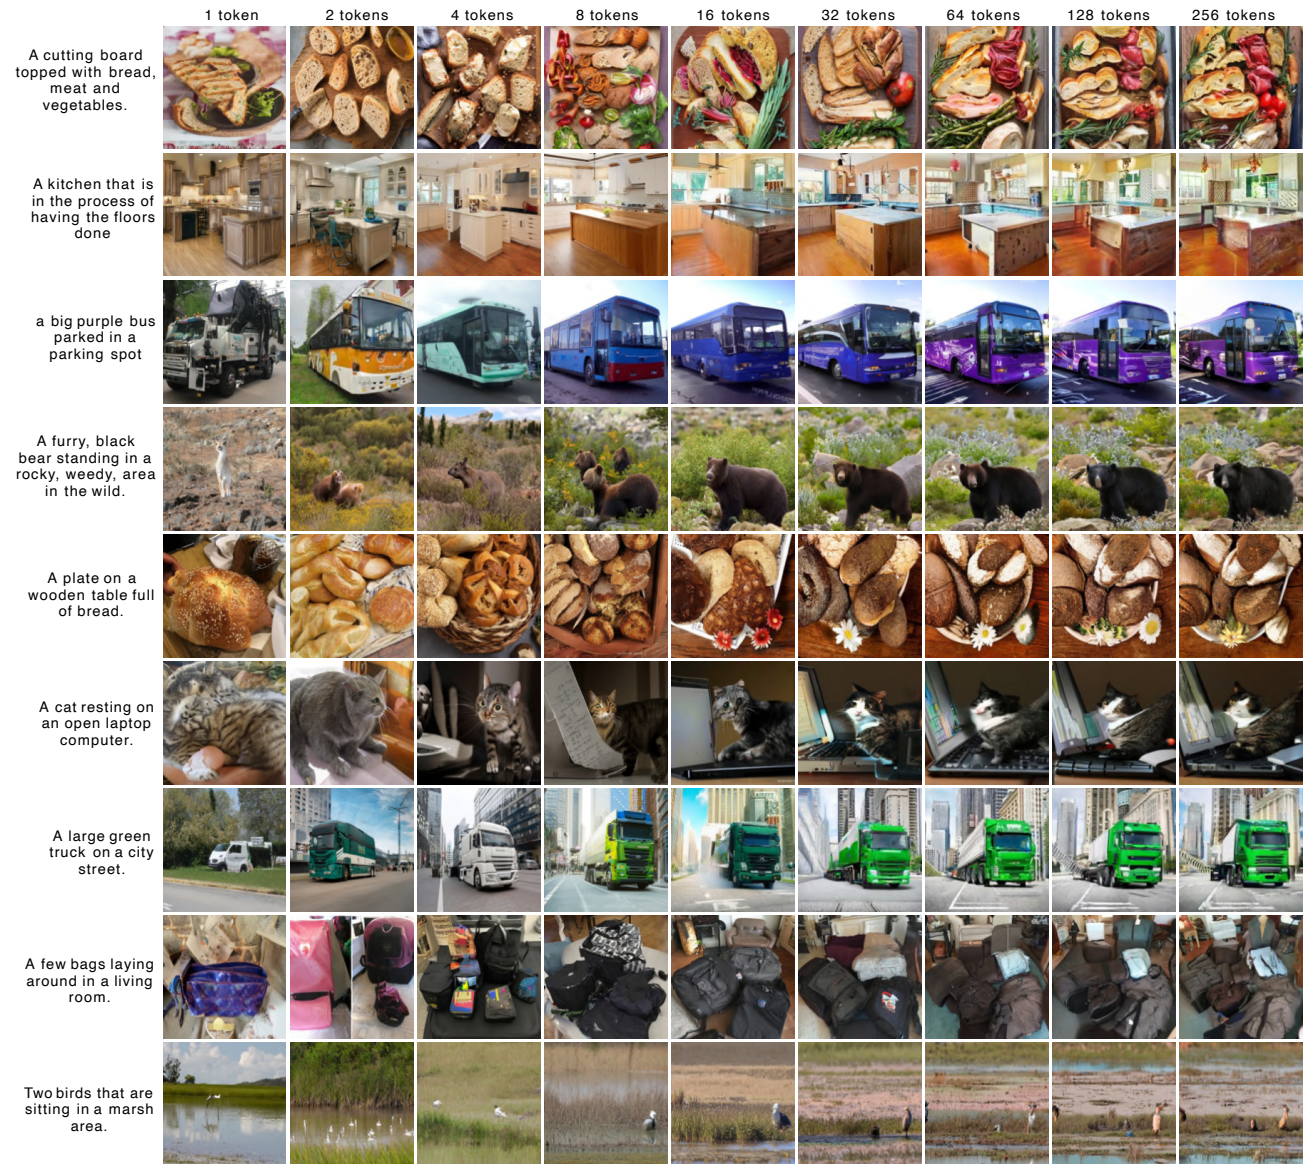 1 token
2 tokens
4 tokens
8 tokens
16 tokens
32 tokens
64 tokens
128 tokens
256 tokens
A cutting board
topped with bread,
meat and
vegetables.
A kitchen that is
in the process of
having the floors
done
a big purple bus
parked in a
parking spot
A furry, black
bear standing in a
rocky, weedy, area
in the wild.
A plate on a
wooden table full
of bread.
A cat resting on
an open laptop
computer.
A large green
truck on a city
street.
A few bags laying
around in a living
room.
Two birds that are
sitting in a marsh
area.